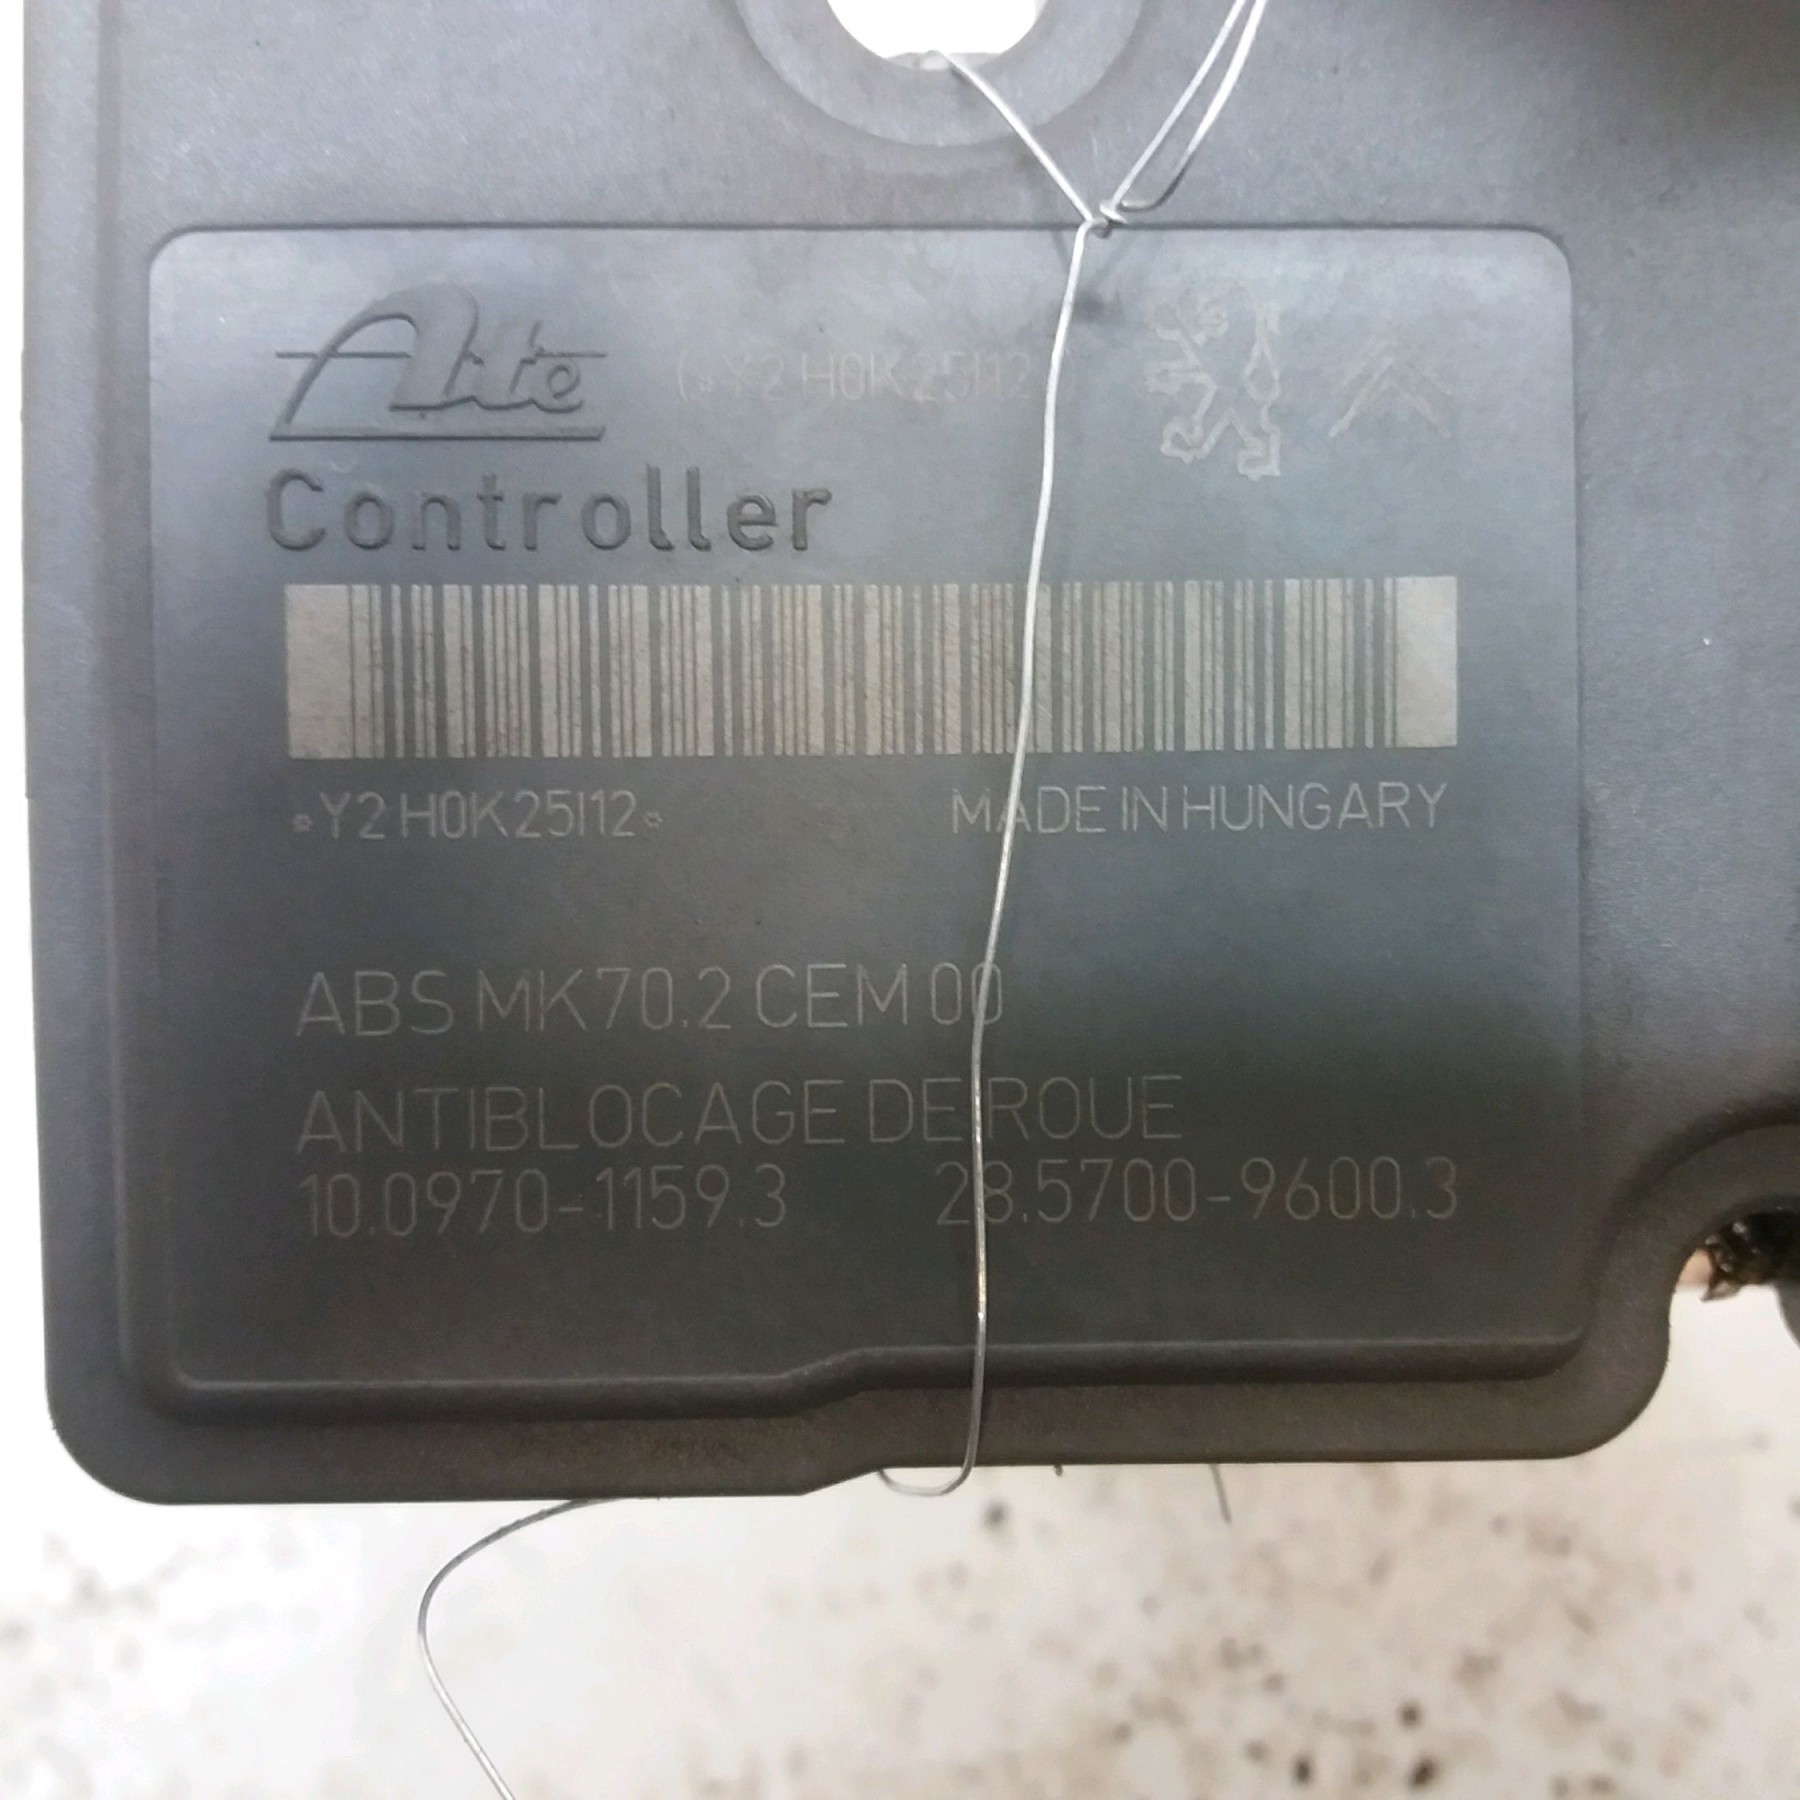 Ate (*Y2 H0K25I12*)
Controller
*Y2 H0K25I12* MADE IN HUNGARY
ABS MK70.2 CEM 00
ANTIBLOCAGE DE ROUE
10.0970-1159.3 28.5700-9600.3